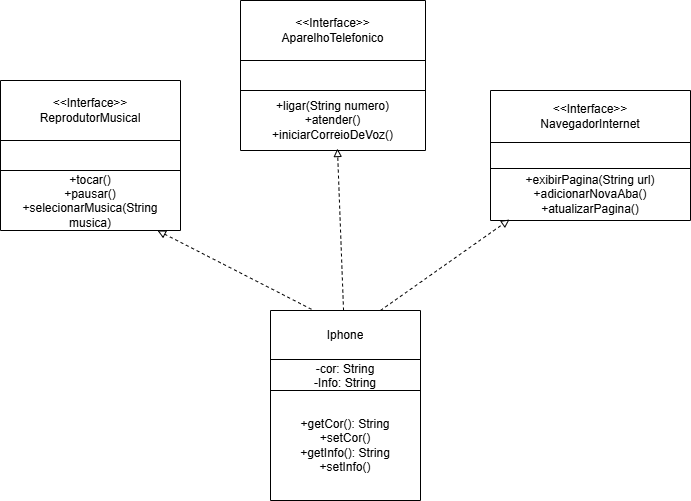 <<Interface>>
AparelhoTelefonico
+ligar(String numero)
+atender()
+iniciarCorreioDeVoz()
<<Interface>>
ReprodutorMusical
+tocar()
+pausar()
+selecionarMusica(String
musica)
<<Interface>>
NavegadorInternet
+exibirPagina(String url)
+adicionarNovaAba()
+atualizarPagina()
Iphone
-cor: String
-Info: String
+getCor(): String
+setCor()
+getInfo(): String
+setInfo()